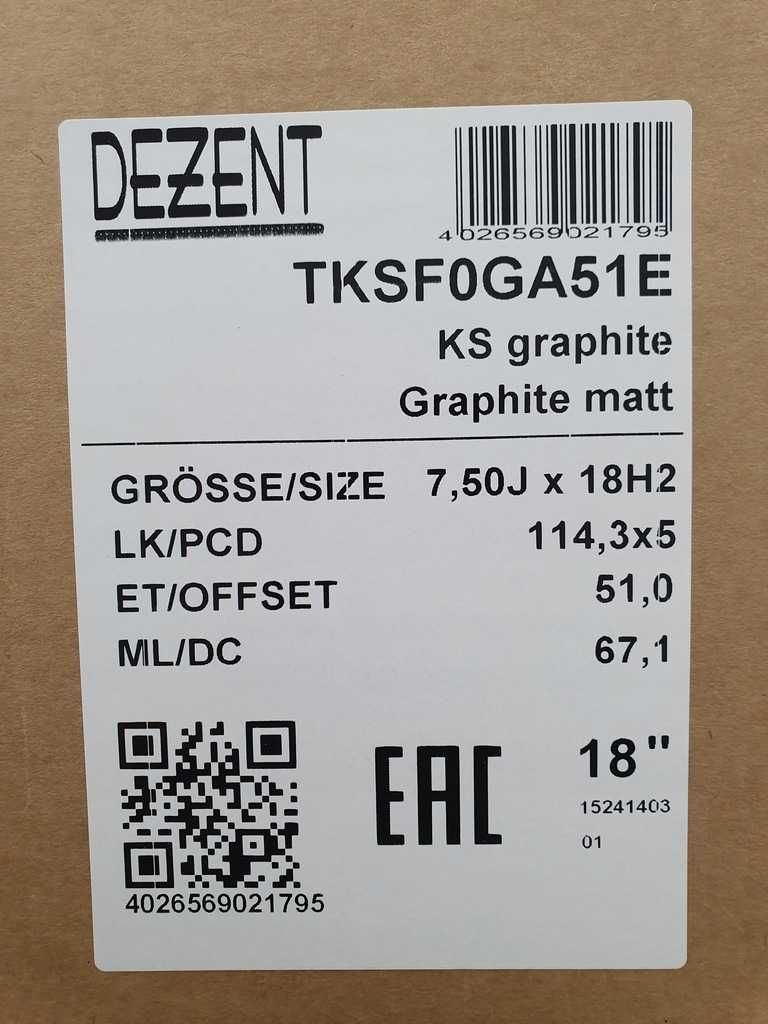 DEZENT
4026569021795
TKSF0GA51E
KS graphite
Graphite matt
GRÖSSE/SIZE 7,50J x 18H2
LK/PCD 114,3x5
ET/OFFSET 51,0
ML/DC 67,1
EAC 18"
15241403
01
4026569021795